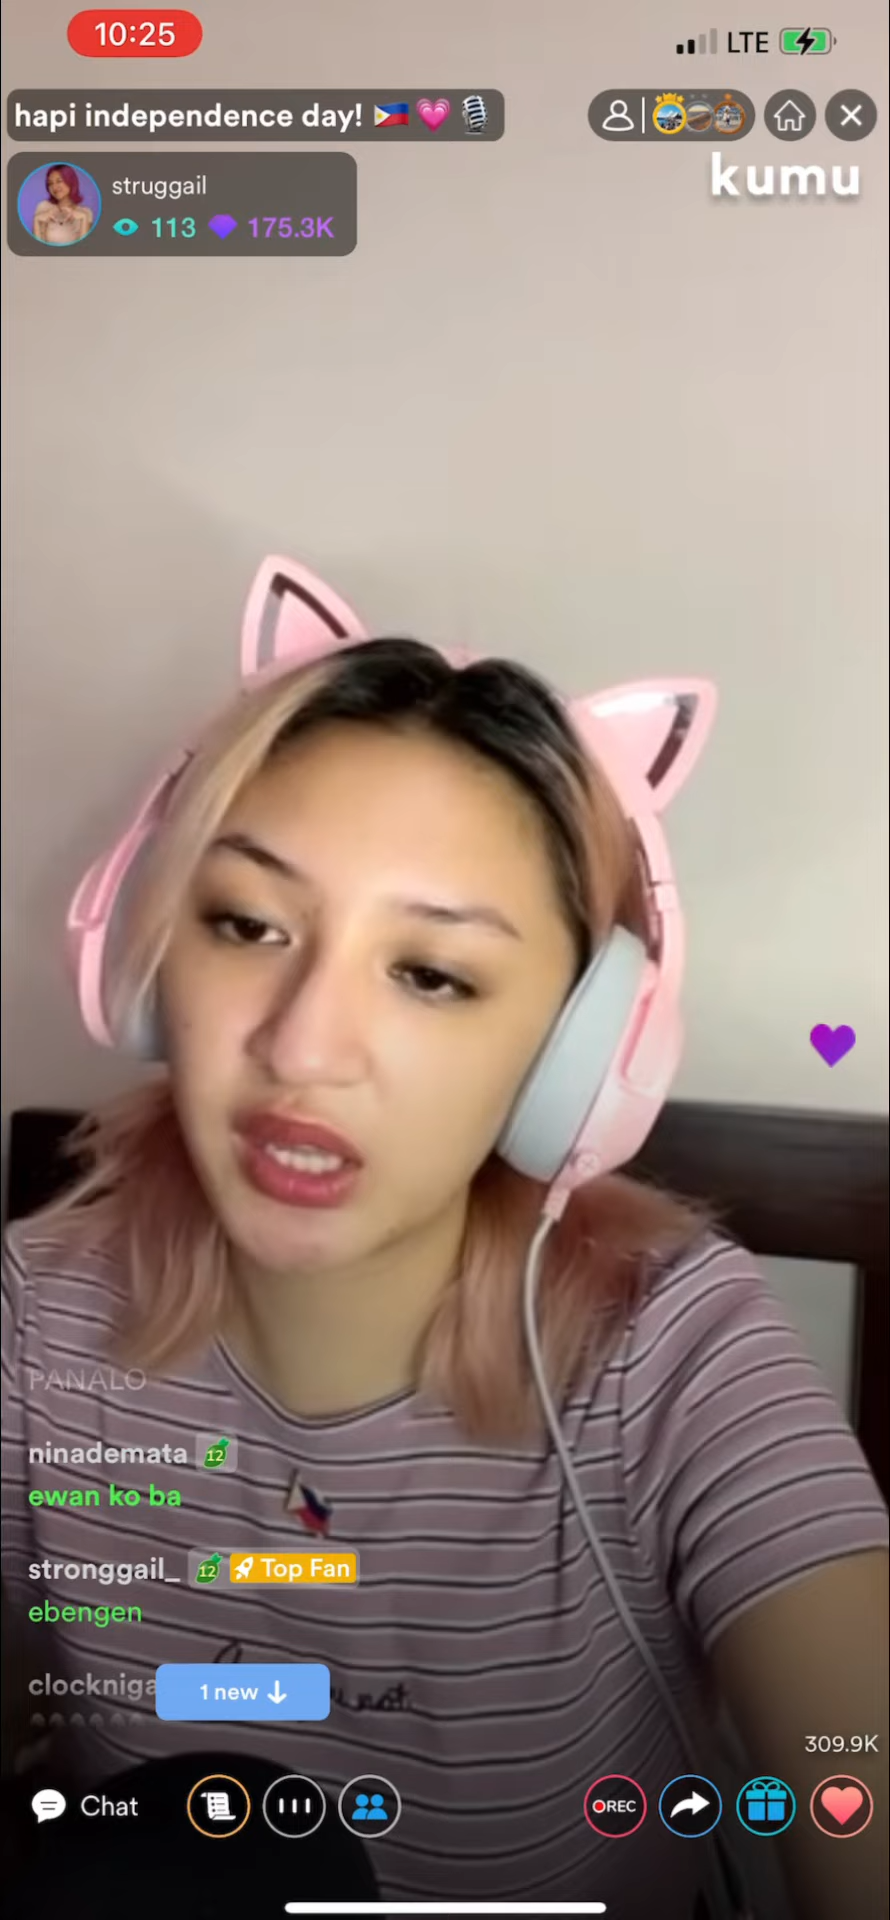 10:25
LTE
hapi independence day! 🇵🇭💗🎙️
kumu
struggail
113 175.3K
PANALO
ninademata 12
ewan ko ba
stronggail_ 12 Top Fan
ebengen
clockniga
1 new ↓
not
309.9K
Chat
REC